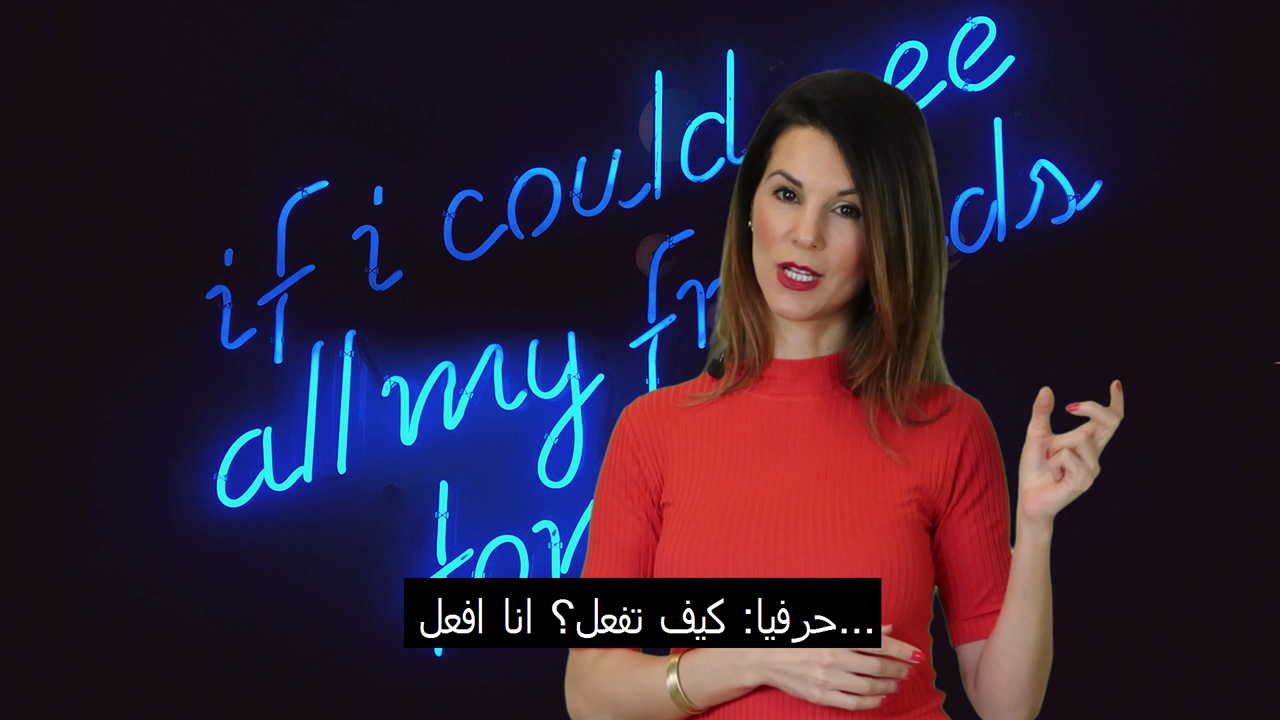 if i could
all my
...حرفيا: كيف تفعل؟ انا افعل